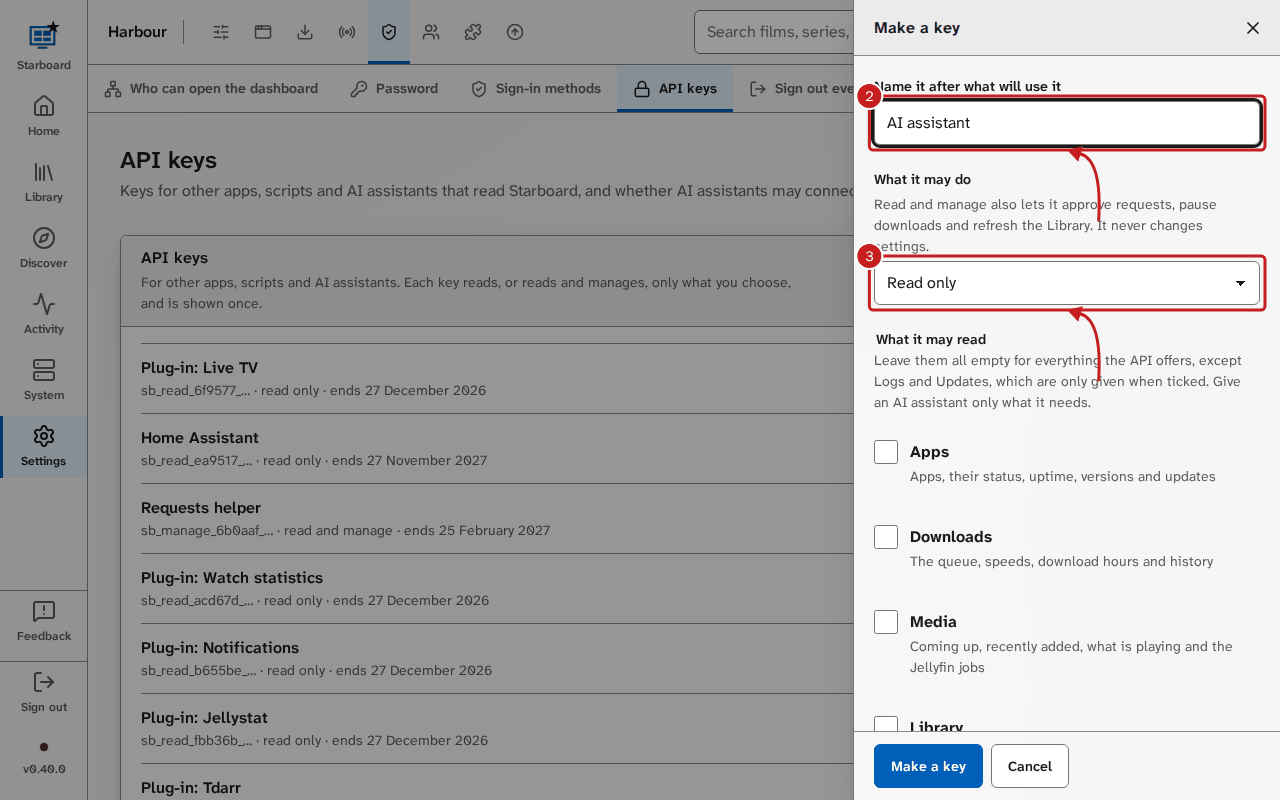 Starboard
Home
Library
Discover
Activity
System
Settings
Feedback
Sign out
v0.40.0
Harbour
Search films, series,
Who can open the dashboard
Password
Sign-in methods
API keys
Sign out eve
API keys
Keys for other apps, scripts and AI assistants that read Starboard, and whether AI assistants may connec
API keys
For other apps, scripts and AI assistants. Each key reads, or reads and manages, only what you choose,
and is shown once.
Plug-in: Live TV
sb_read_6f9577_… · read only · ends 27 December 2026
Home Assistant
sb_read_ea9517_… · read only · ends 27 November 2027
Requests helper
sb_manage_6b0aaf_… · read and manage · ends 25 February 2027
Plug-in: Watch statistics
sb_read_acd67d_… · read only · ends 27 December 2026
Plug-in: Notifications
sb_read_b655be_… · read only · ends 27 December 2026
Plug-in: Jellystat
sb_read_fbb36b_… · read only · ends 27 December 2026
Plug-in: Tdarr
Make a key
Name it after what will use it
2
AI assistant
What it may do
Read and manage also lets it approve requests, pause
downloads and refresh the Library. It never changes
settings.
3
Read only
What it may read
Leave them all empty for everything the API offers, except
Logs and Updates, which are only given when ticked. Give
an AI assistant only what it needs.
Apps
Apps, their status, uptime, versions and updates
Downloads
The queue, speeds, download hours and history
Media
Coming up, recently added, what is playing and the
Jellyfin jobs
Library
Make a key
Cancel